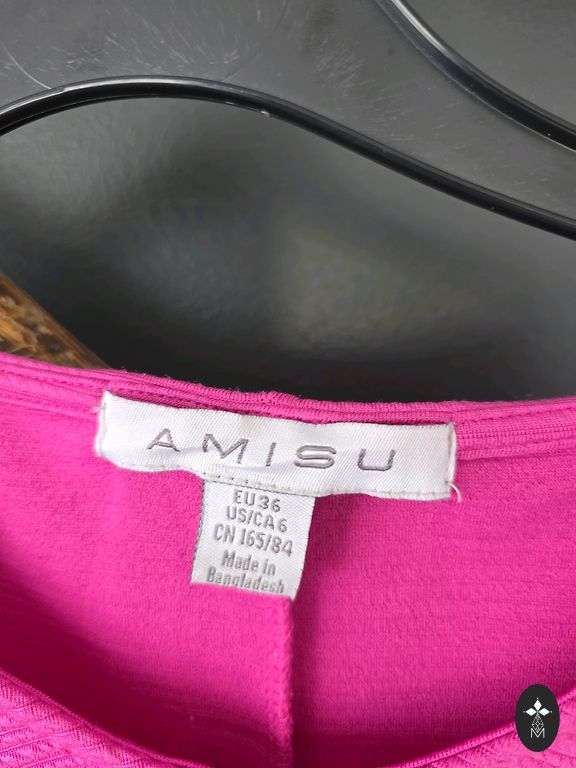 AMISU
EU 36
US/CA 6
CN 165/84
Made in
Bangladesh
M